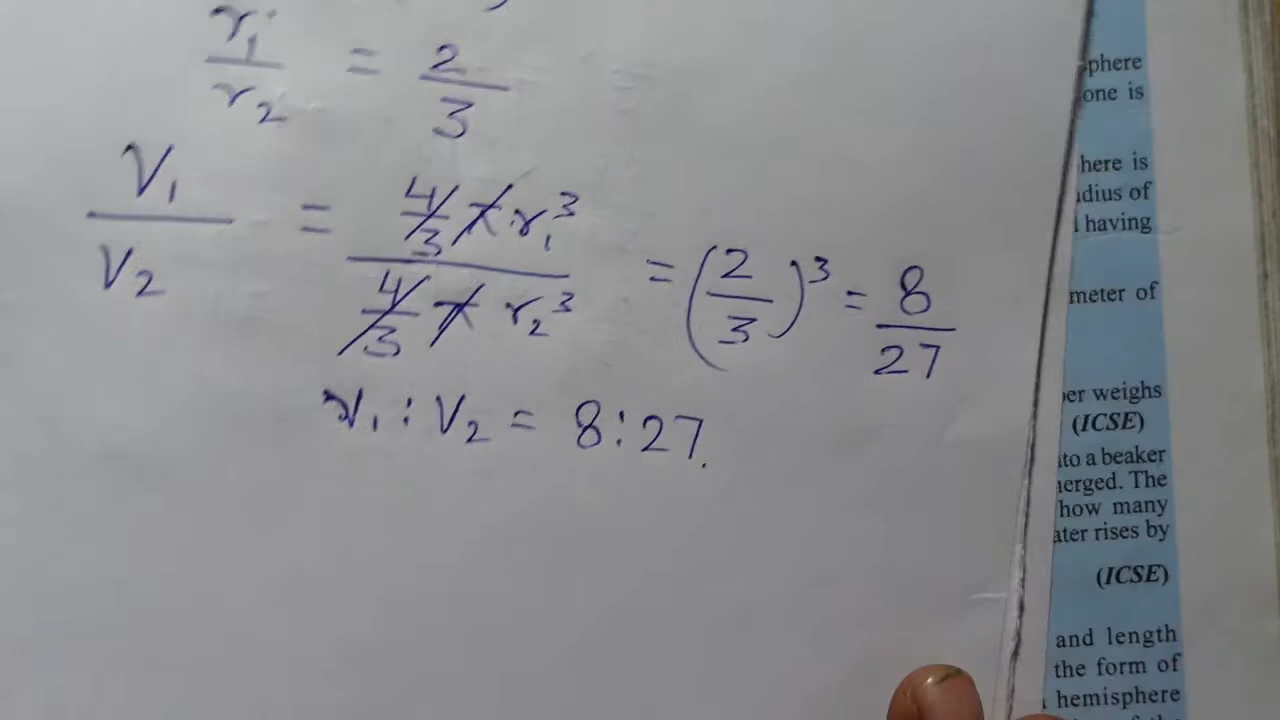 r₁ / r₂ = 2 / 3
V₁ / V₂ = 4/3 π r₁³ / 4/3 π r₂³ = (2/3)³ = 8 / 27
V₁ : V₂ = 8 : 27.
phere
one is
here is
dius of
having
meter of
er weighs
(ICSE)
to a beaker
erged. The
how many
ater rises by
(ICSE)
and length
the form of
hemisphere